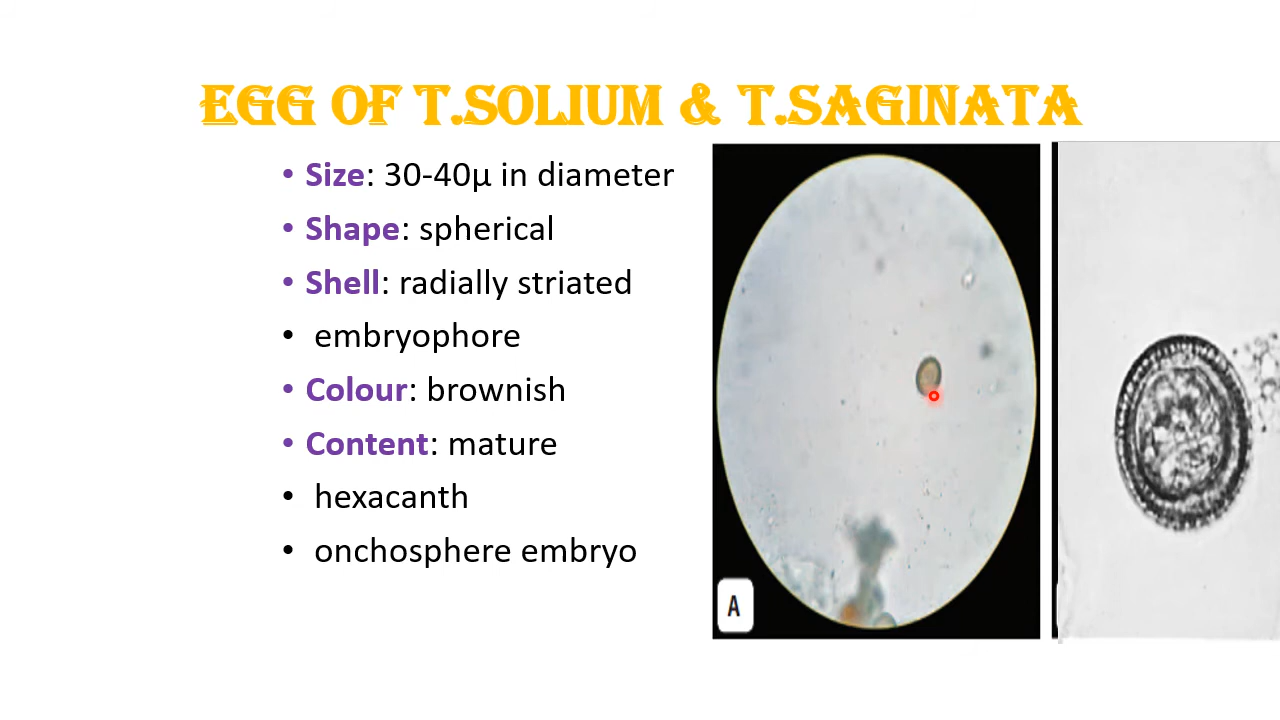 EGG OF T.SOLIUM & T.SAGINATA
• Size: 30-40µ in diameter
• Shape: spherical
• Shell: radially striated
• embryophore
• Colour: brownish
• Content: mature
• hexacanth
• onchosphere embryo
A